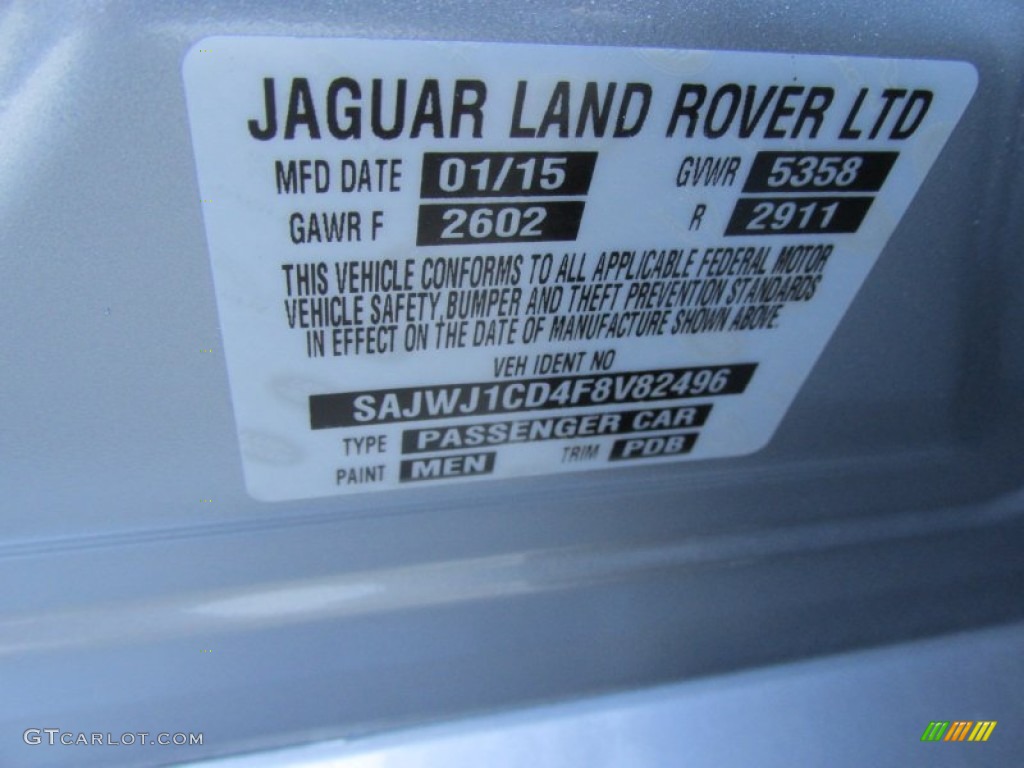 JAGUAR LAND ROVER LTD
MFD DATE 01/15 GVWR 5358
GAWR F 2602 R 2911
THIS VEHICLE CONFORMS TO ALL APPLICABLE FEDERAL MOTOR
VEHICLE SAFETY, BUMPER AND THEFT PREVENTION STANDARDS
IN EFFECT ON THE DATE OF MANUFACTURE SHOWN ABOVE.
VEH IDENT NO
SAJWJ1CD4F8V82496
TYPE PASSENGER CAR
PAINT MEN TRIM PDB
GTCARLOT.COM